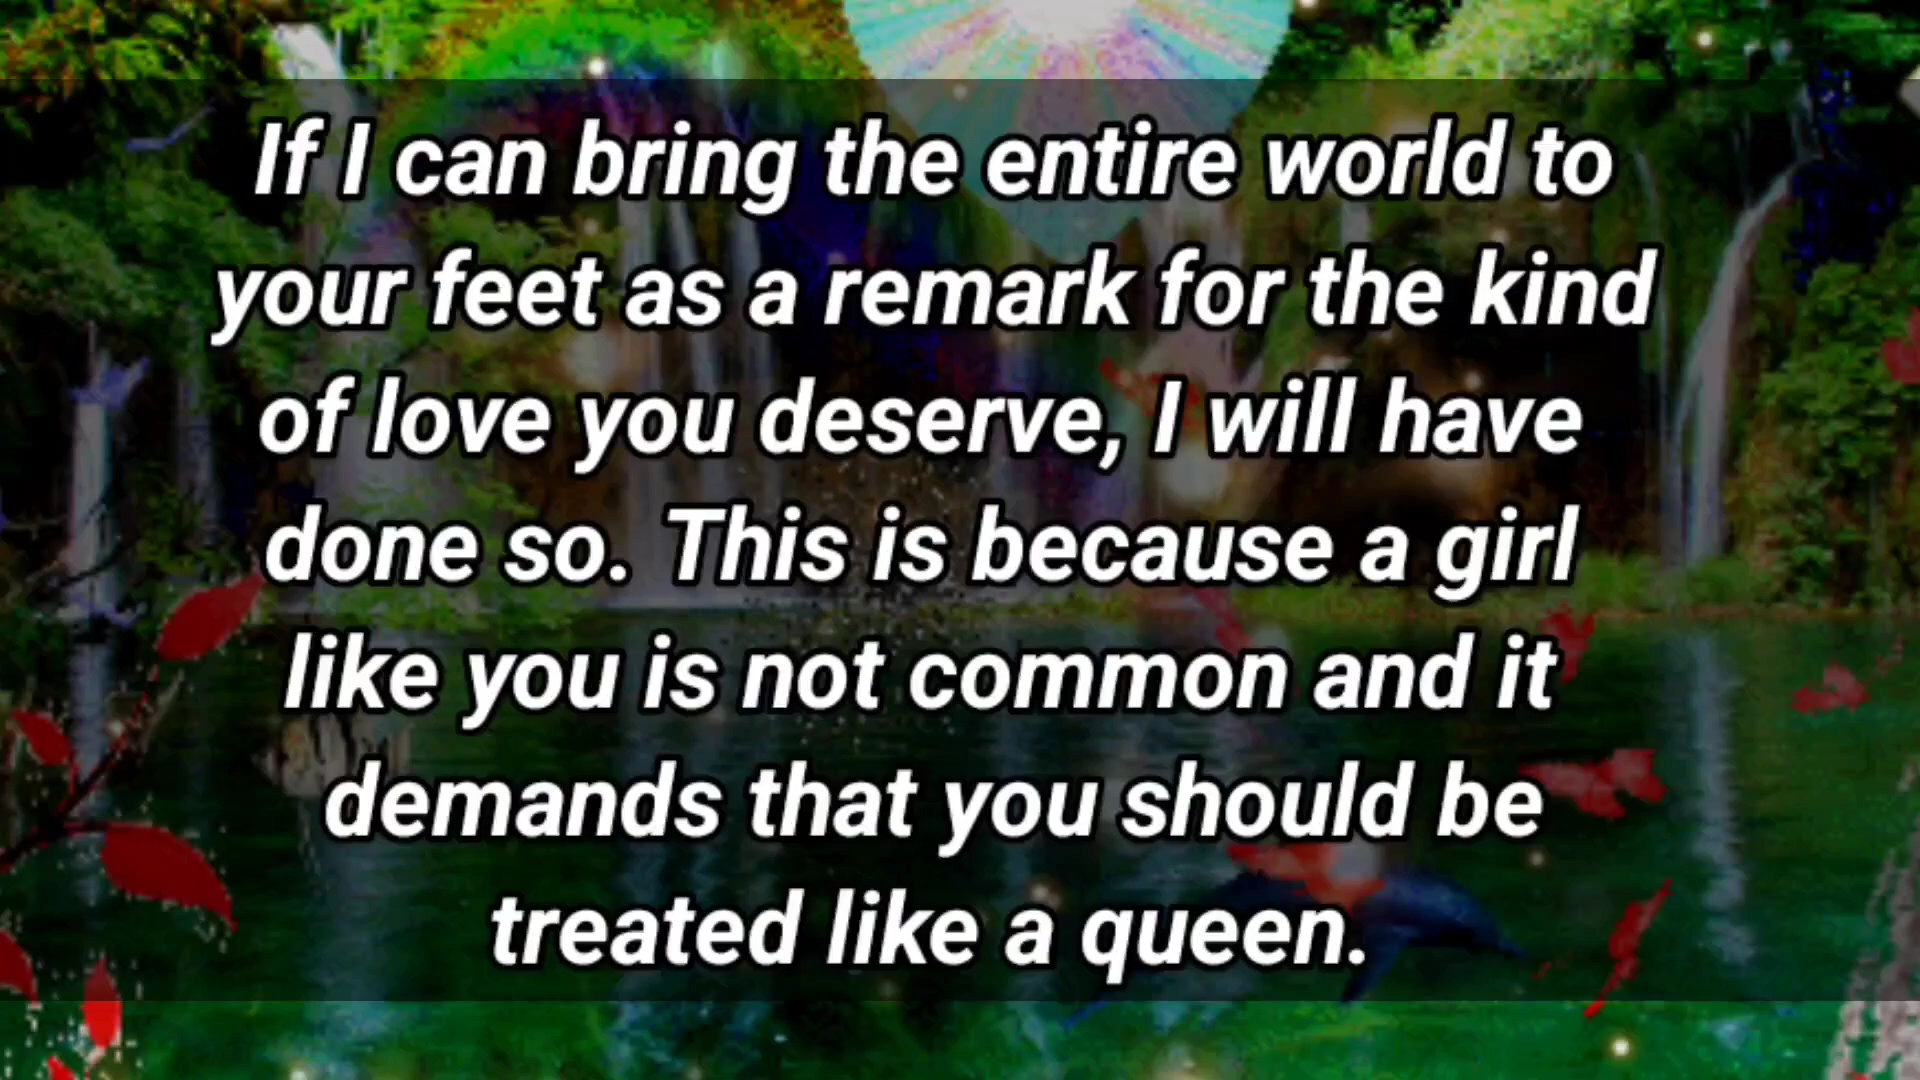 If I can bring the entire world to
your feet as a remark for the kind
of love you deserve, I will have
done so. This is because a girl
like you is not common and it
demands that you should be
treated like a queen.